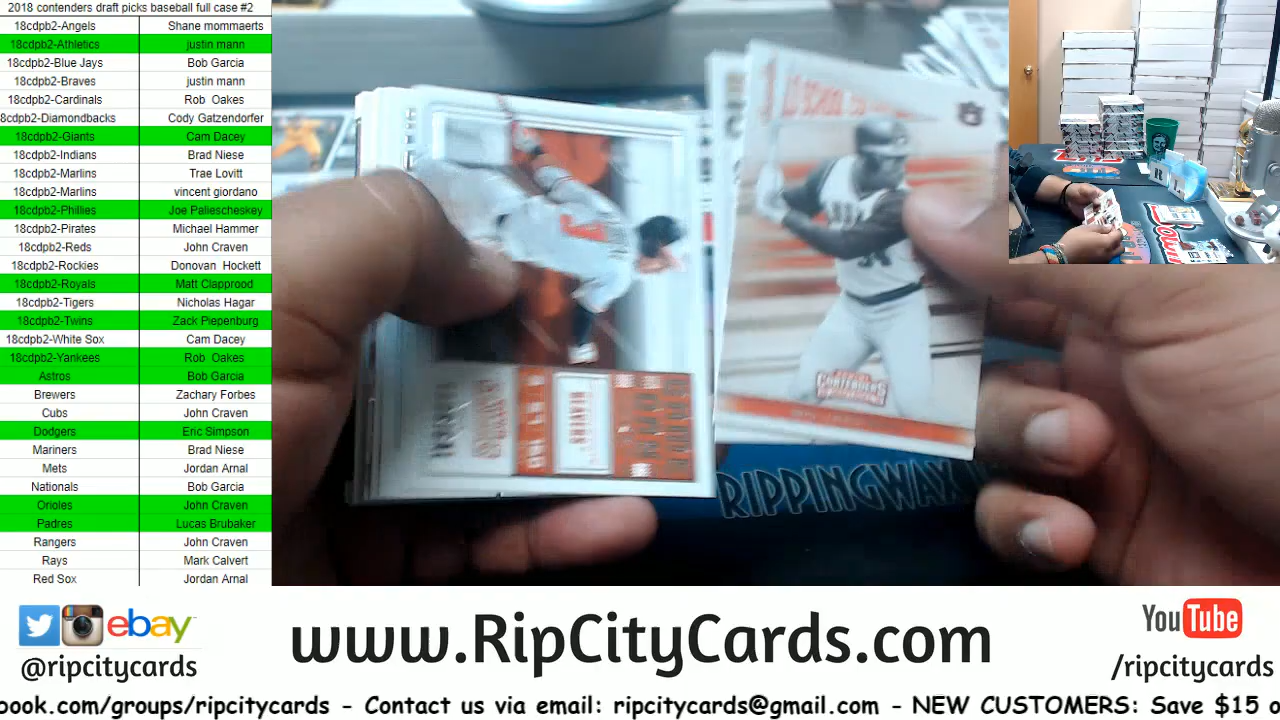 2018 contenders draft picks baseball full case #2
18cdpb2-Angels Shane mommaerts
18cdpb2-Athletics justin mann
18cdpb2-Blue Jays Bob Garcia
18cdpb2-Braves justin mann
18cdpb2-Cardinals Rob Oakes
8cdpb2-Diamondbacks Cody Gatzendorfer
18cdpb2-Giants Cam Dacey
18cdpb2-Indians Brad Niese
18cdpb2-Marlins Trae Lovitt
18cdpb2-Marlins vincent giordano
18cdpb2-Phillies Joe Paliescheskey
18cdpb2-Pirates Michael Hammer
18cdpb2-Reds John Craven
18cdpb2-Rockies Donovan Hockett
18cdpb2-Royals Matt Clapprood
18cdpb2-Tigers Nicholas Hagar
18cdpb2-Twins Zack Piepenburg
18cdpb2-White Sox Cam Dacey
18cdpb2-Yankees Rob Oakes
Astros Bob Garcia
Brewers Zachary Forbes
Cubs John Craven
Dodgers Eric Simpson
Mariners Brad Niese
Mets Jordan Arnal
Nationals Bob Garcia
Orioles John Craven
Padres Lucas Brubaker
Rangers John Craven
Rays Mark Calvert
Red Sox Jordan Arnal
CONTENDERS
RIPPINGWAX
ebay
@ripcitycards
www.RipCityCards.com
YouTube
/ripcitycards
book.com/groups/ripcitycards - Contact us via email: ripcitycards@gmail.com - NEW CUSTOMERS: Save $15 o